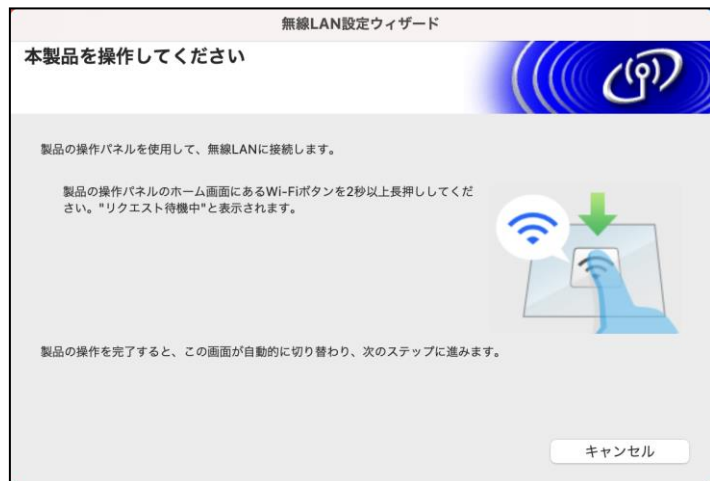 無線LAN設定ウィザード
本製品を操作してください
製品の操作パネルを使用して、無線LANに接続します。
製品の操作パネルのホーム画面にあるWi-Fiボタンを2秒以上長押ししてくだ
さい。"リクエスト待機中"と表示されます。
製品の操作を完了すると、この画面が自動的に切り替わり、次のステップに進みます。
キャンセル